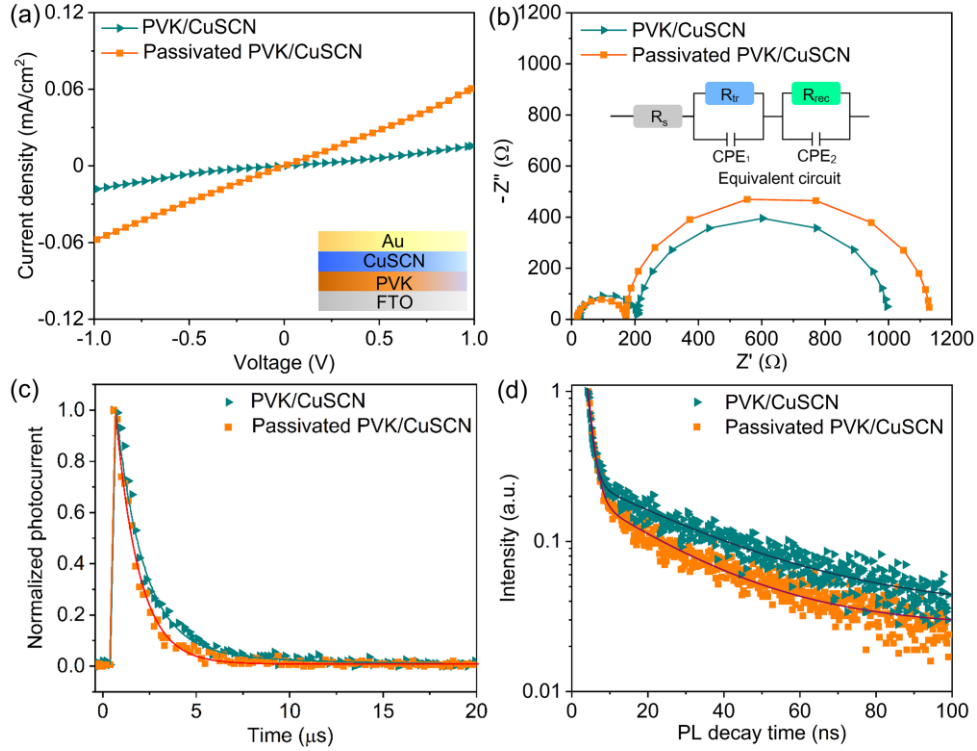 (a)
PVK/CuSCN
Passivated PVK/CuSCN
Current density (mA/cm²)
0.12
0.06
0
-0.06
-0.12
-1.0
-0.5
0
0.5
1.0
Voltage (V)
Au
CuSCN
PVK
FTO
(b)
PVK/CuSCN
Passivated PVK/CuSCN
-Z" (Ω)
1200
1000
800
600
400
200
0
0 200 400 600 800 1000 1200
Z' (Ω)
Rs
Rtr
Rrec
CPE₁
CPE₂
Equivalent circuit
(c)
PVK/CuSCN
Passivated PVK/CuSCN
Normalized photocurrent
1.0
0.8
0.6
0.4
0.2
0.0
0 5 10 15 20
Time (μs)
(d)
PVK/CuSCN
Passivated PVK/CuSCN
Intensity (a.u.)
1
0.1
0.01
0 20 40 60 80 100
PL decay time (ns)